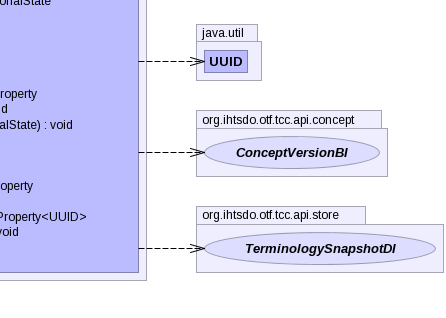 onalState
java.util
UUID
roperty
d
alState) : void
org.ihtsdo.otf.tcc.api.concept
ConceptVersionBI
operty
Property<UUID>
void
org.ihtsdo.otf.tcc.api.store
TerminologySnapshotDI